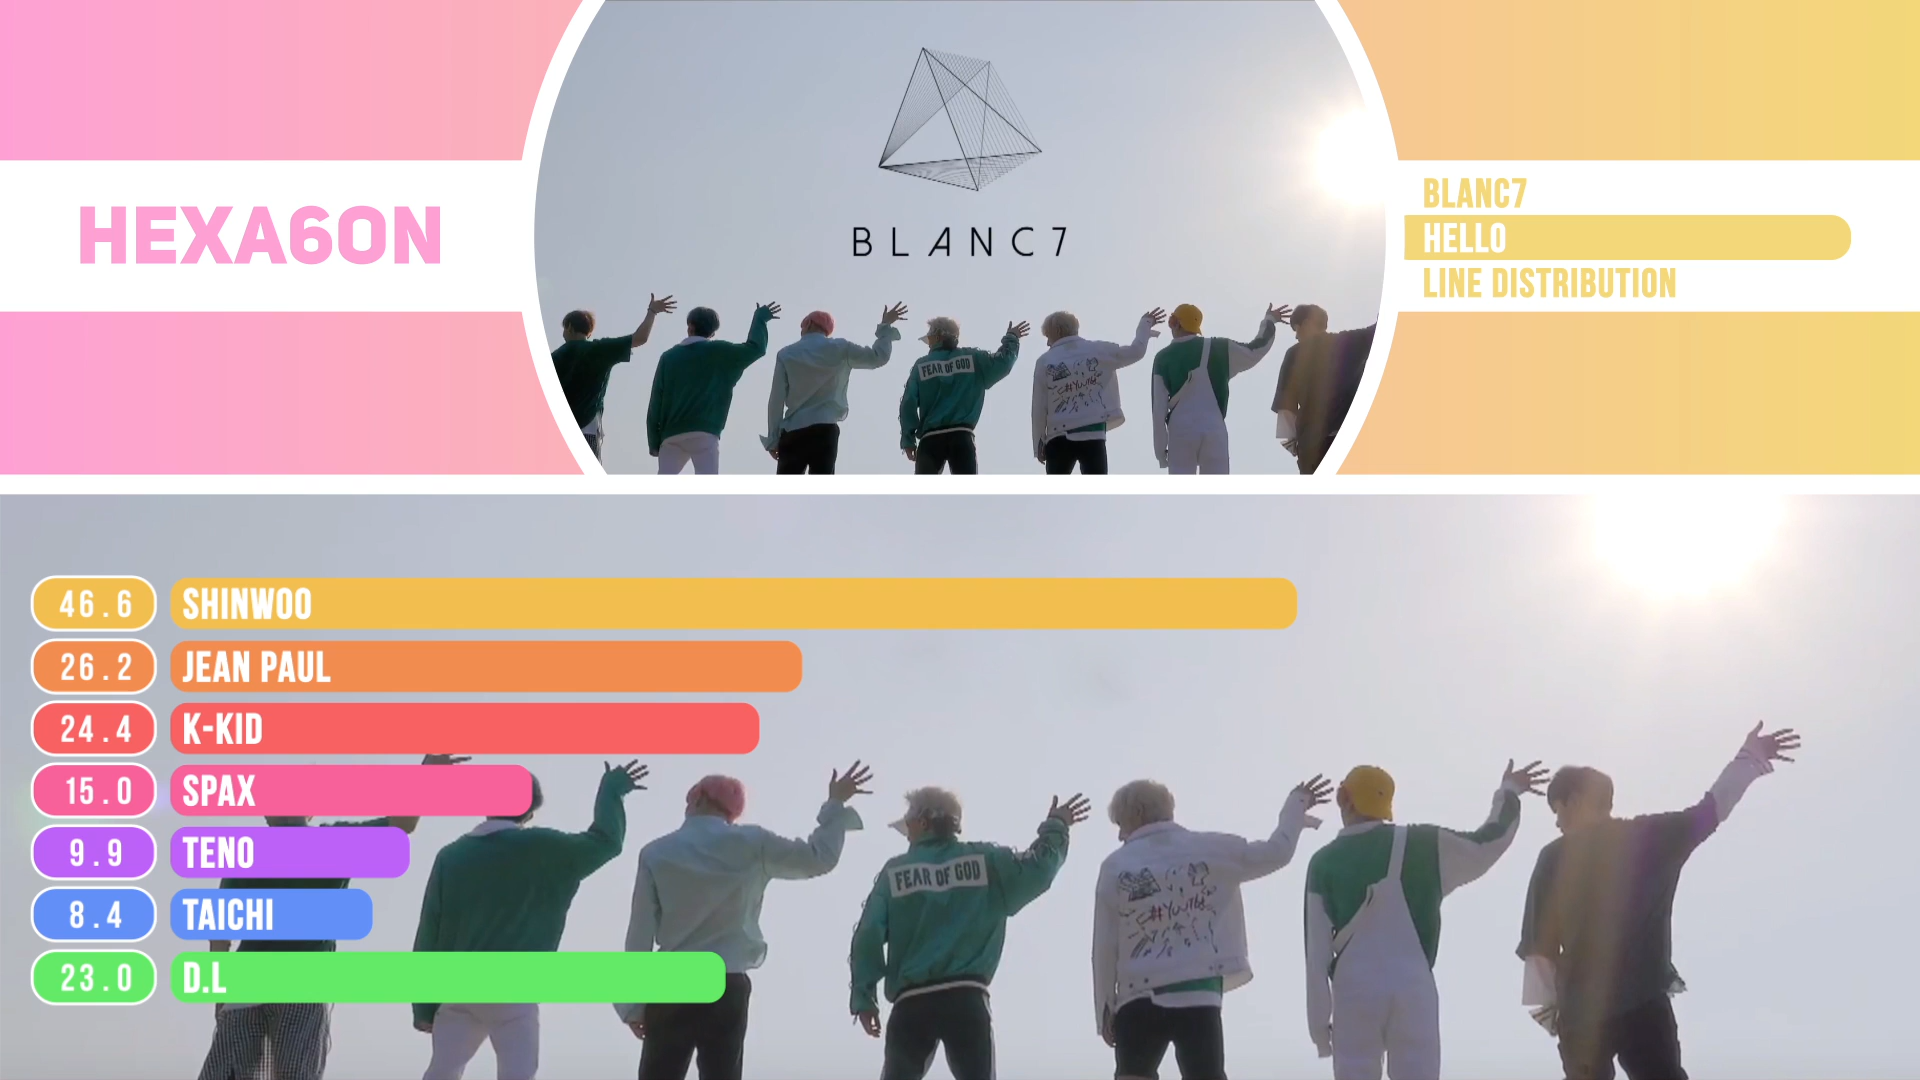 HEXA6ON
BLANC7
BLANC7
HELLO
LINE DISTRIBUTION
FEAR OF GOD
46.6 SHINWOO
26.2 JEAN PAUL
24.4 K-KID
15.0 SPAX
9.9 TENO
8.4 TAICHI
23.0 D.L
FEAR OF GOD